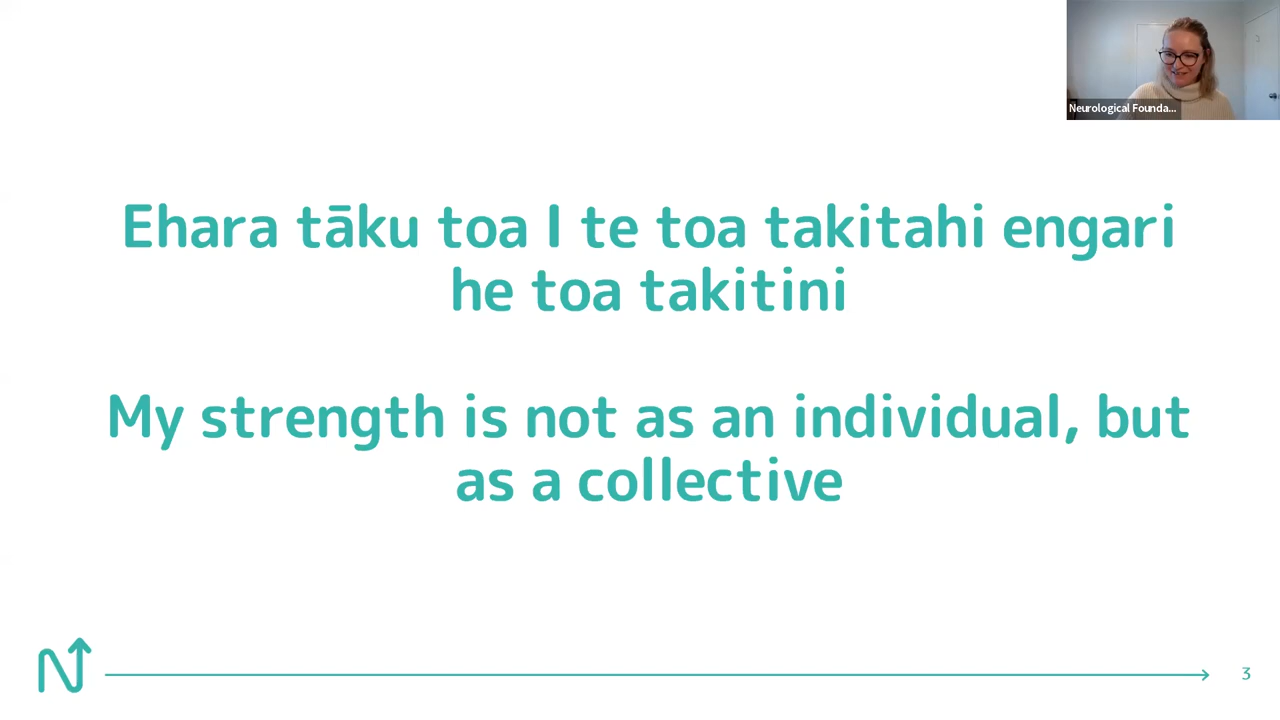 Neurological Founda...
Ehara tāku toa I te toa takitahi engari
he toa takitini
My strength is not as an individual, but
as a collective
3